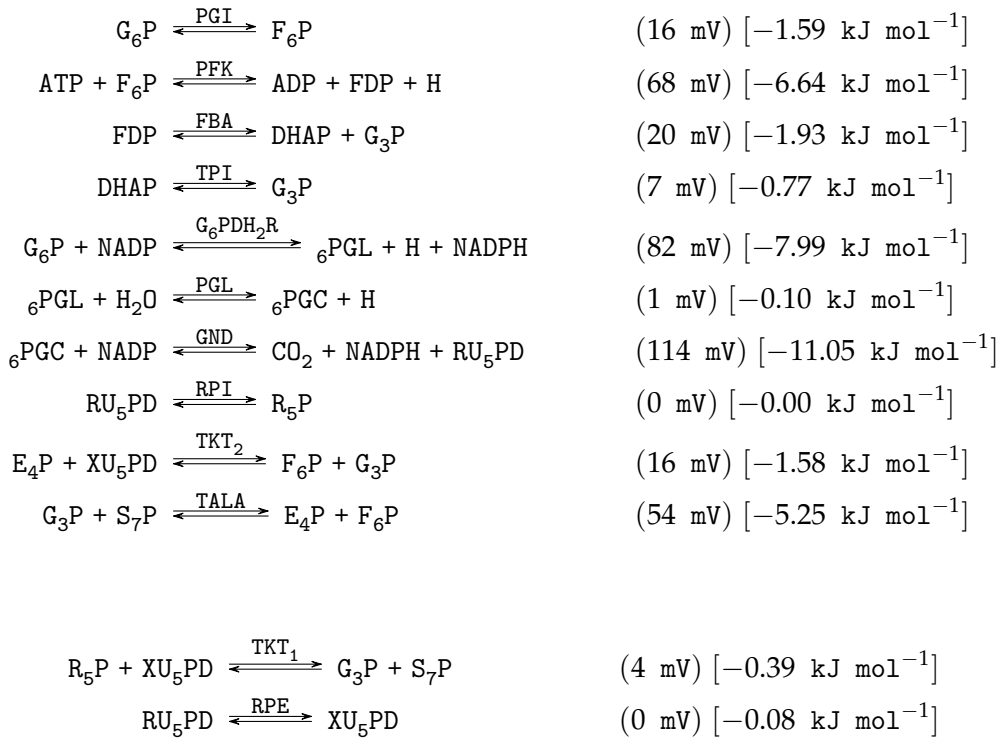 G₆P ⇌ PGI F₆P (16 mV) [−1.59 kJ mol⁻¹]
ATP + F₆P ⇌ PFK ADP + FDP + H (68 mV) [−6.64 kJ mol⁻¹]
FDP ⇌ FBA DHAP + G₃P (20 mV) [−1.93 kJ mol⁻¹]
DHAP ⇌ TPI G₃P (7 mV) [−0.77 kJ mol⁻¹]
G₆P + NADP ⇌ G₆PDH₂R ₆PGL + H + NADPH (82 mV) [−7.99 kJ mol⁻¹]
₆PGL + H₂O ⇌ PGL ₆PGC + H (1 mV) [−0.10 kJ mol⁻¹]
₆PGC + NADP ⇌ GND CO₂ + NADPH + RU₅PD (114 mV) [−11.05 kJ mol⁻¹]
RU₅PD ⇌ RPI R₅P (0 mV) [−0.00 kJ mol⁻¹]
E₄P + XU₅PD ⇌ TKT₂ F₆P + G₃P (16 mV) [−1.58 kJ mol⁻¹]
G₃P + S₇P ⇌ TALA E₄P + F₆P (54 mV) [−5.25 kJ mol⁻¹]
R₅P + XU₅PD ⇌ TKT₁ G₃P + S₇P (4 mV) [−0.39 kJ mol⁻¹]
RU₅PD ⇌ RPE XU₅PD (0 mV) [−0.08 kJ mol⁻¹]